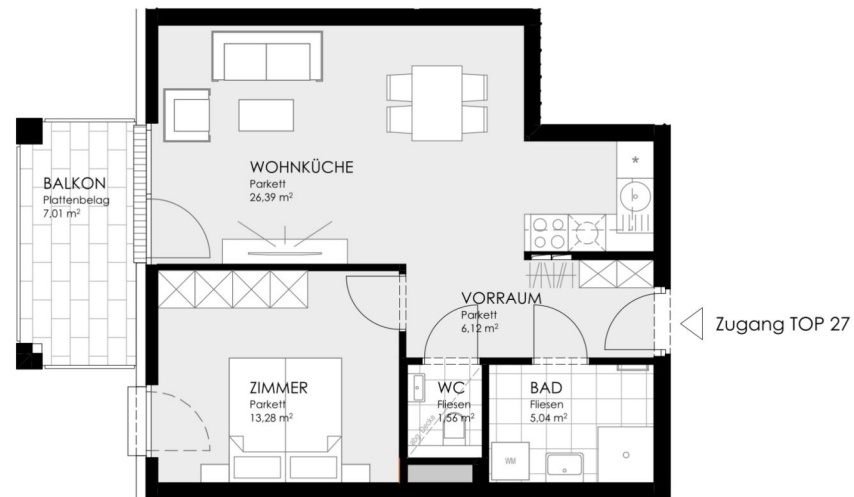 WOHNKÜCHE
Parkett
26,39 m²
BALKON
Plattenbelag
7,01 m²
*
VORRAUM
Parkett
6,12 m²
Zugang TOP 27
ZIMMER
Parkett
13,28 m²
WC
Fliesen
1,56 m²
BAD
Fliesen
5,04 m²
WM